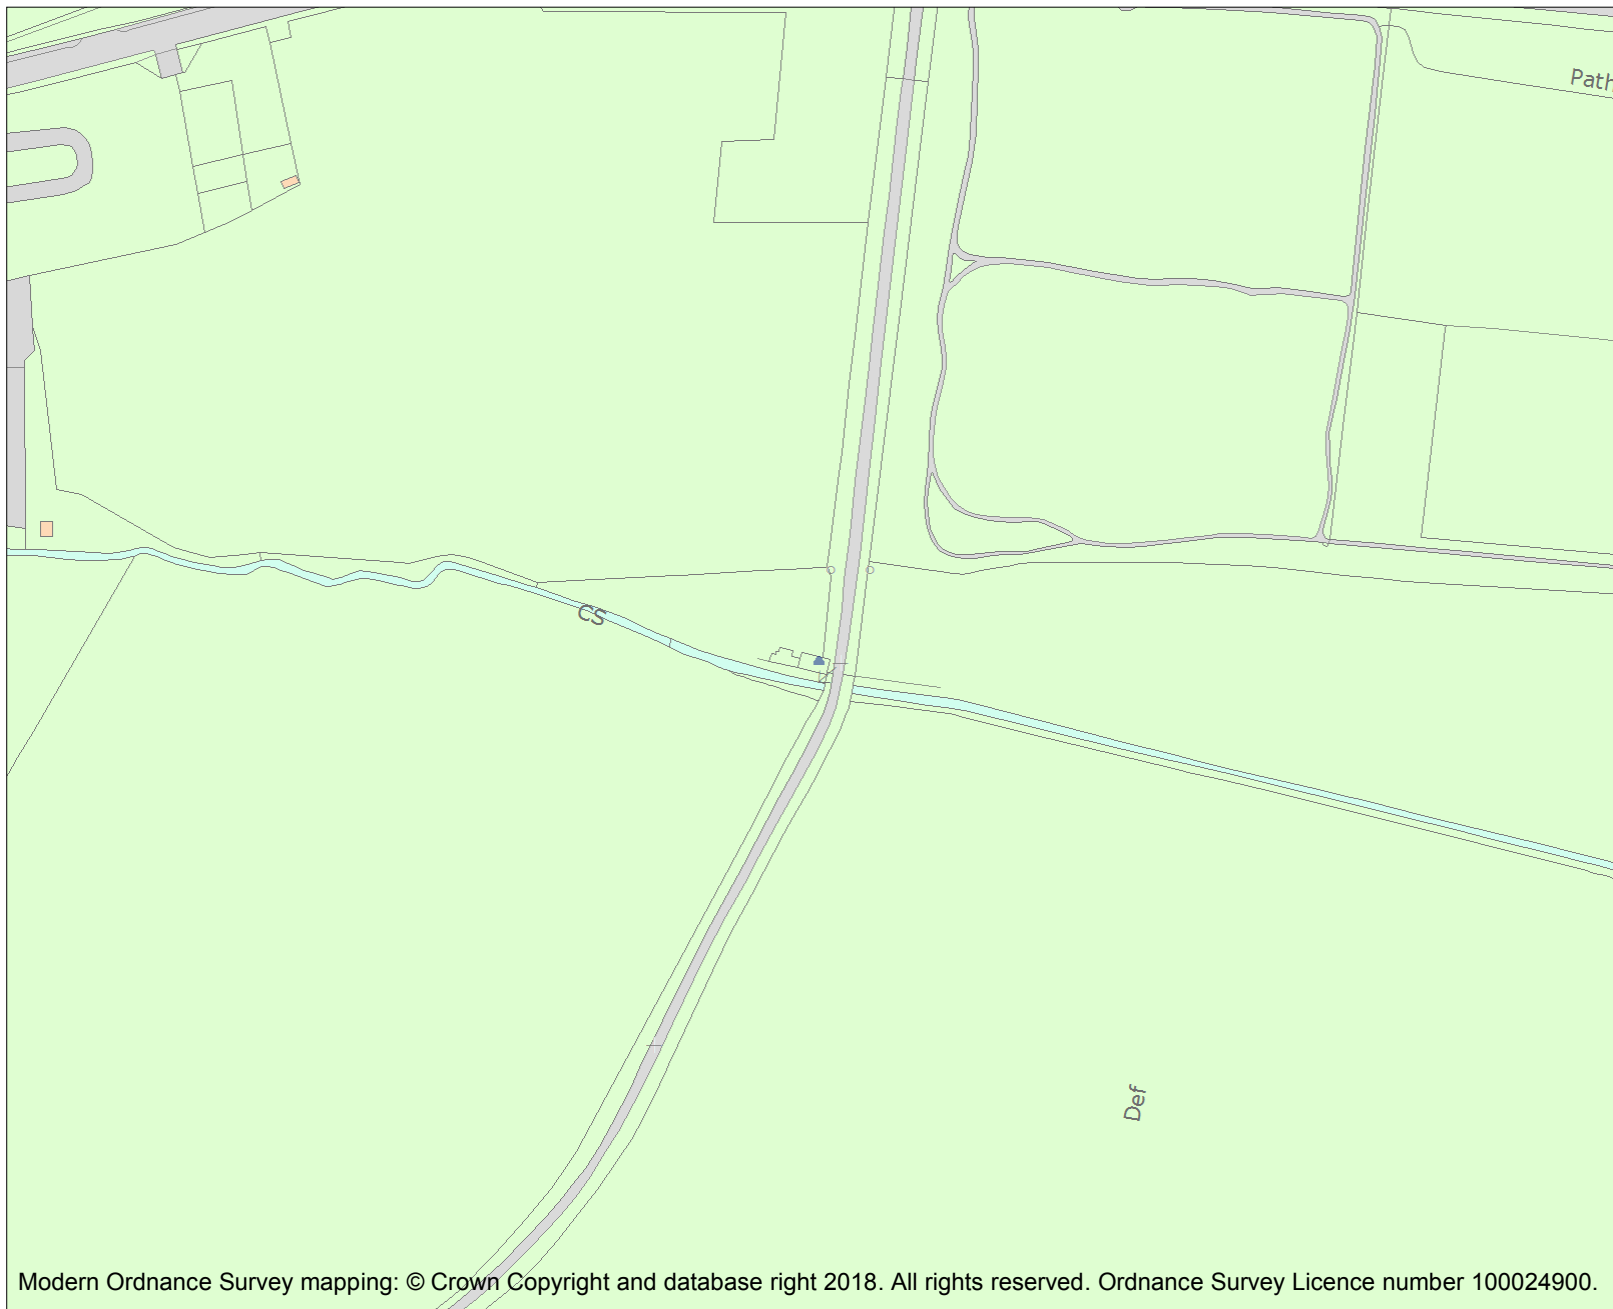 Path
CS
Def
Modern Ordnance Survey mapping: © Crown Copyright and database right 2018. All rights reserved. Ordnance Survey Licence number 100024900.